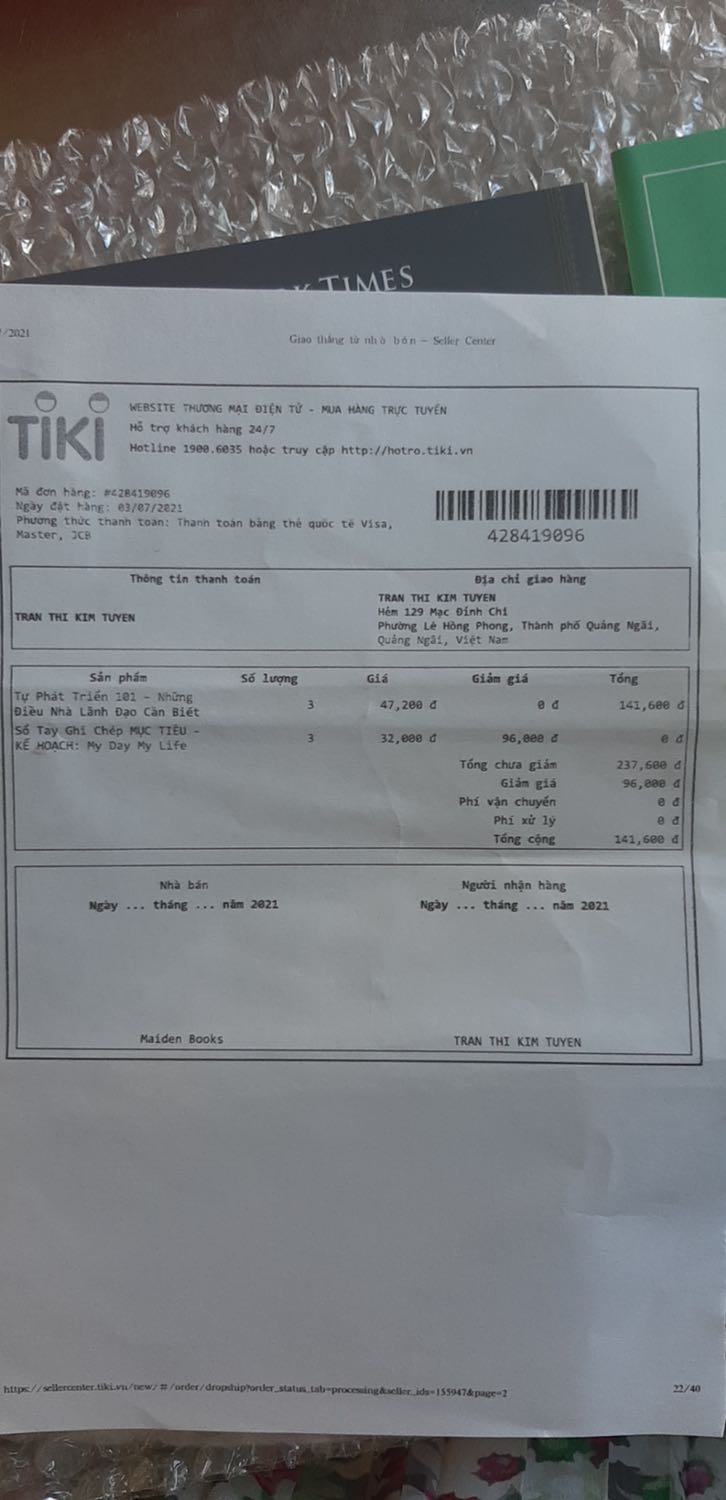 TIMES
/2021
Giao thẳng từ nhà bán – Seller Center
TIKI
WEBSITE THƯƠNG MẠI ĐIỆN TỬ - MUA HÀNG TRỰC TUYẾN
Hỗ trợ khách hàng 24/7
Hotline 1900.6035 hoặc truy cập http://hotro.tiki.vn
Mã đơn hàng: #428419096
Ngày đặt hàng: 03/07/2021
Phương thức thanh toán: Thanh toán bằng thẻ quốc tế Visa,
Master, JCB
428419096
Thông tin thanh toán
TRAN THI KIM TUYEN
Địa chỉ giao hàng
TRAN THI KIM TUYEN
Hẻm 129 Mạc Đỉnh Chi
Phường Lê Hồng Phong, Thành phố Quảng Ngãi,
Quảng Ngãi, Việt Nam
Sản phẩm Số lượng Giá Giảm giá Tổng
Tự Phát Triển 101 - Những
Điều Nhà Lãnh Đạo Cần Biết 3 47,200 đ 0 đ 141,600 đ
Sổ Tay Ghi Chép MỤC TIÊU -
KẾ HOẠCH: My Day My Life 3 32,000 đ 96,000 đ 0 đ
Tổng chưa giảm 237,600 đ
Giảm giá 96,000 đ
Phí vận chuyển 0 đ
Phí xử lý 0 đ
Tổng cộng 141,600 đ
Nhà bán Người nhận hàng
Ngày ... tháng ... năm 2021 Ngày ... tháng ... năm 2021
Maiden Books TRAN THI KIM TUYEN
https://sellercenter.tiki.vn/new/#/order/dropship?order_status_tab=processing&seller_ids=155947&page=2 22/40